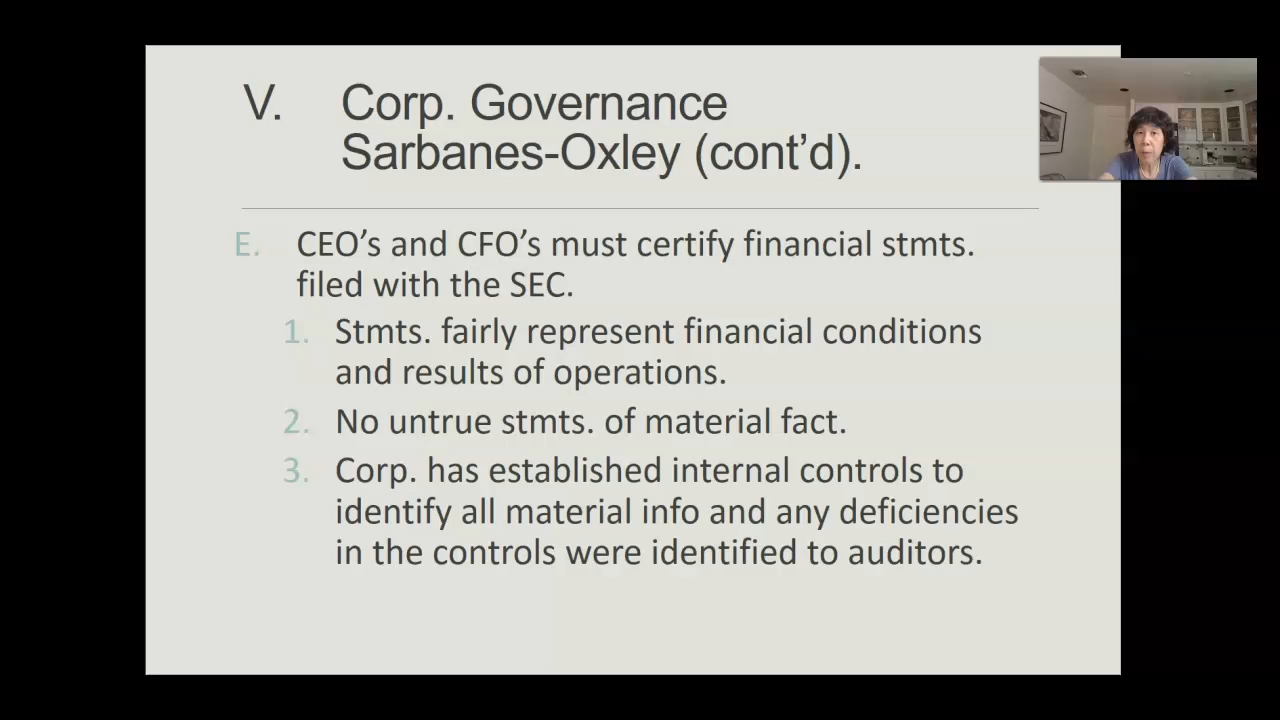 V. Corp. Governance
Sarbanes-Oxley (cont’d).
E. CEO’s and CFO’s must certify financial stmts.
filed with the SEC.
1. Stmts. fairly represent financial conditions
and results of operations.
2. No untrue stmts. of material fact.
3. Corp. has established internal controls to
identify all material info and any deficiencies
in the controls were identified to auditors.